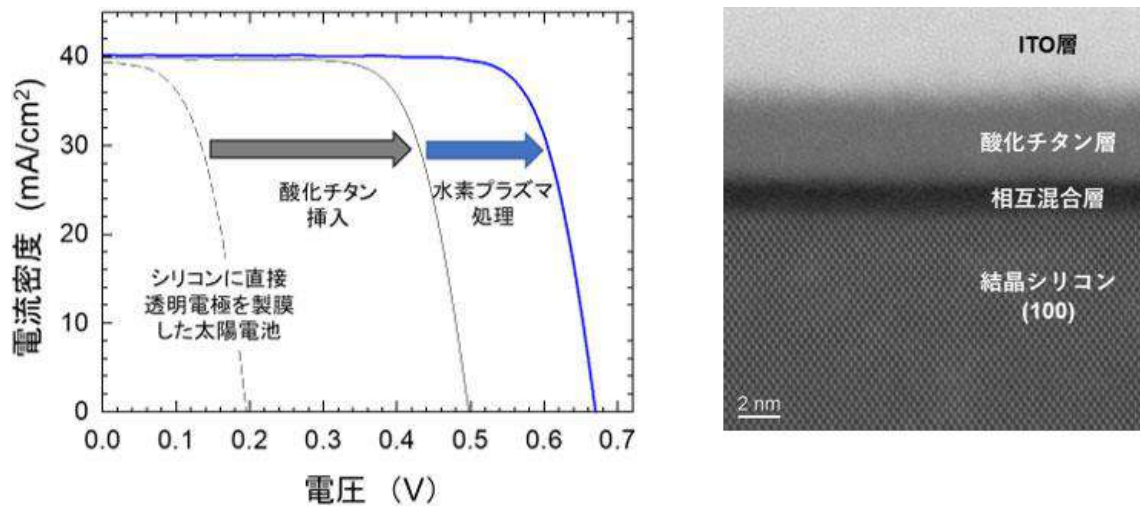 電流密度 (mA/cm²)
40
30
20
10
0
0.0 0.1 0.2 0.3 0.4 0.5 0.6 0.7
電圧 (V)
酸化チタン
挿入
水素プラズマ
処理
シリコンに直接
透明電極を製膜
した太陽電池
ITO層
酸化チタン層
相互混合層
結晶シリコン
(100)
2 nm